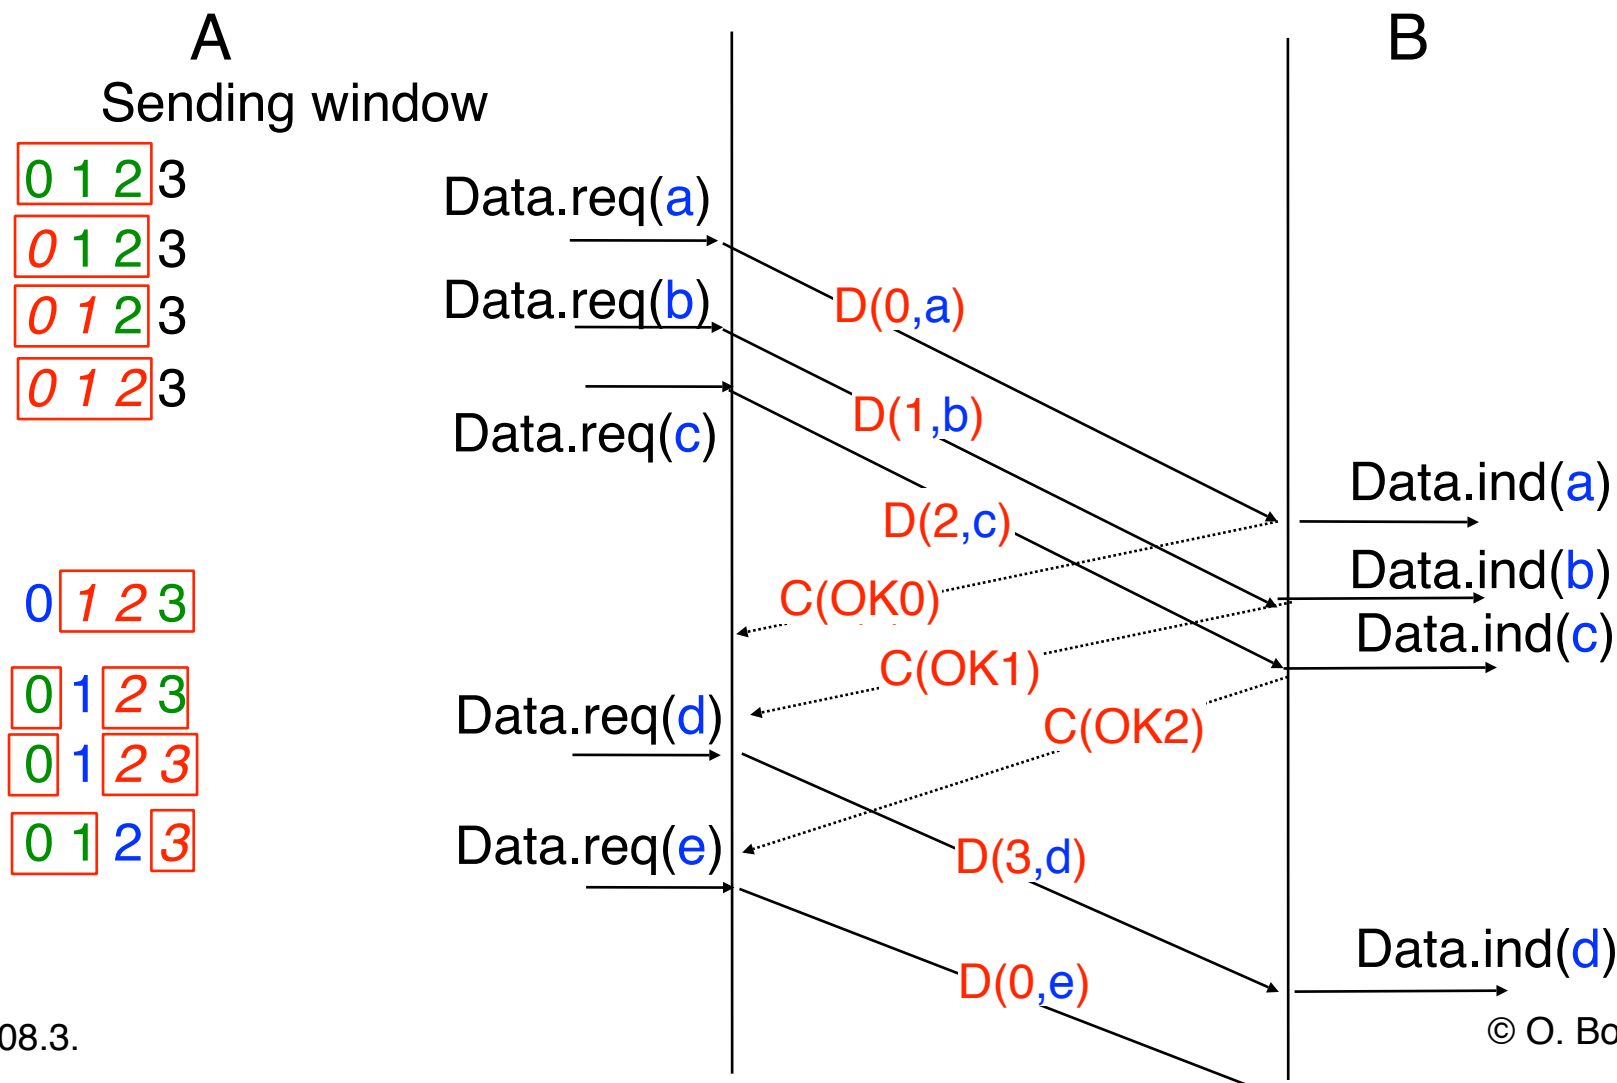 A
B
Sending window
0 1 2 3
Data.req(a)
0 1 2 3
Data.req(b)
D(0,a)
0 1 2 3
0 1 2 3
D(1,b)
Data.req(c)
Data.ind(a)
D(2,c)
Data.ind(b)
0 1 2 3
C(OK0)
Data.ind(c)
C(OK1)
0 1 2 3
Data.req(d)
C(OK2)
0 1 2 3
0 1 2 3
Data.req(e)
D(3,d)
Data.ind(d)
D(0,e)
08.3.
© O. Bo